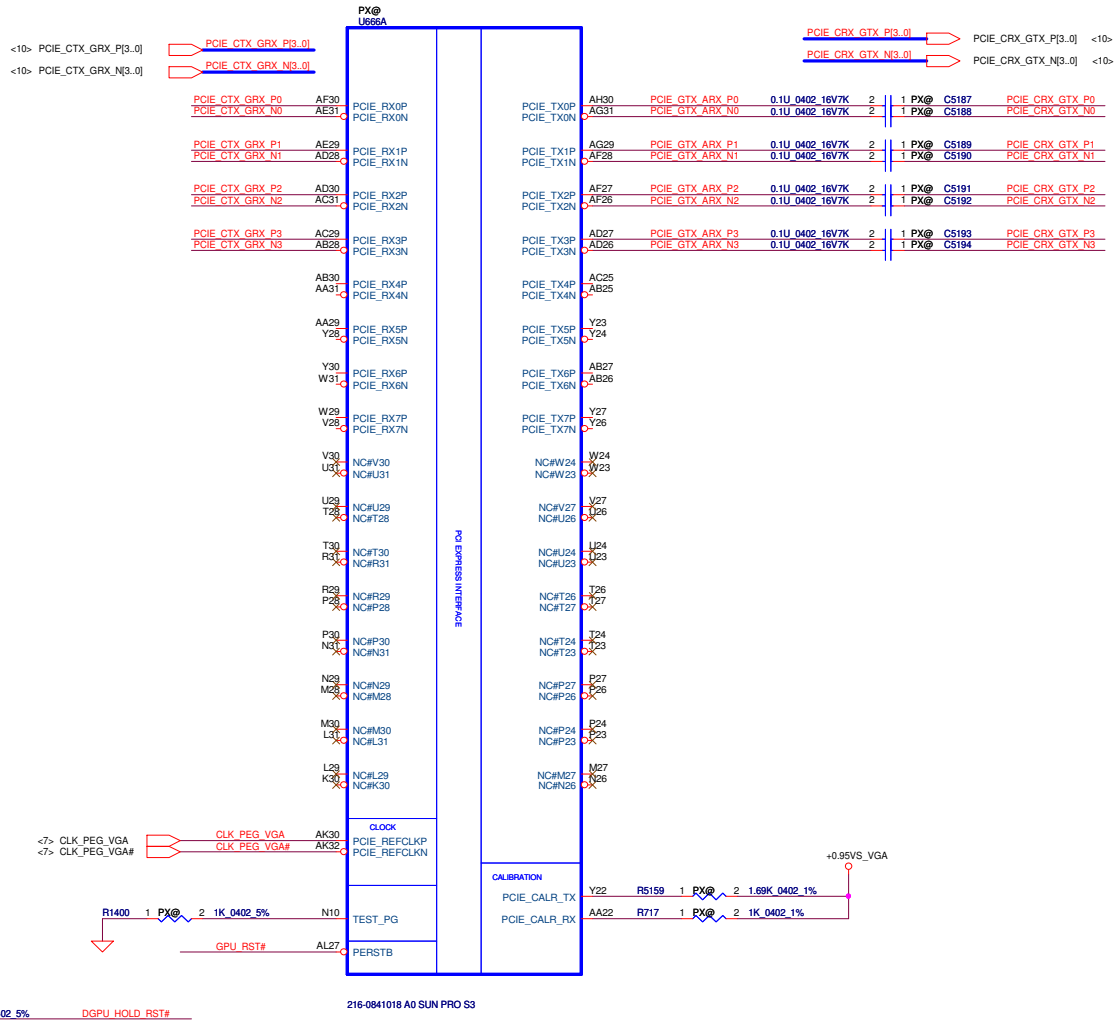 PX@
U666A
<10> PCIE_CTX_GRX_P[3..0] PCIE_CTX_GRX_P[3..0] PCIE_CRX_GTX_P[3..0] PCIE_CRX_GTX_P[3..0] <10>
<10> PCIE_CTX_GRX_N[3..0] PCIE_CTX_GRX_N[3..0] PCIE_CRX_GTX_N[3..0] PCIE_CRX_GTX_N[3..0] <10>
PCIE_CTX_GRX_P0 AF30 PCIE_RX0P PCIE_TX0P AH30 PCIE_GTX_ARX_P0 0.1U_0402_16V7K 2 1 PX@ C5187 PCIE_CRX_GTX_P0
PCIE_CTX_GRX_N0 AE31 PCIE_RX0N PCIE_TX0N AG31 PCIE_GTX_ARX_N0 0.1U_0402_16V7K 2 1 PX@ C5188 PCIE_CRX_GTX_N0
PCIE_CTX_GRX_P1 AE29 PCIE_RX1P PCIE_TX1P AG29 PCIE_GTX_ARX_P1 0.1U_0402_16V7K 2 1 PX@ C5189 PCIE_CRX_GTX_P1
PCIE_CTX_GRX_N1 AD28 PCIE_RX1N PCIE_TX1N AF28 PCIE_GTX_ARX_N1 0.1U_0402_16V7K 2 1 PX@ C5190 PCIE_CRX_GTX_N1
PCIE_CTX_GRX_P2 AD30 PCIE_RX2P PCIE_TX2P AF27 PCIE_GTX_ARX_P2 0.1U_0402_16V7K 2 1 PX@ C5191 PCIE_CRX_GTX_P2
PCIE_CTX_GRX_N2 AC31 PCIE_RX2N PCIE_TX2N AF26 PCIE_GTX_ARX_N2 0.1U_0402_16V7K 2 1 PX@ C5192 PCIE_CRX_GTX_N2
PCIE_CTX_GRX_P3 AC29 PCIE_RX3P PCIE_TX3P AD27 PCIE_GTX_ARX_P3 0.1U_0402_16V7K 2 1 PX@ C5193 PCIE_CRX_GTX_P3
PCIE_CTX_GRX_N3 AB28 PCIE_RX3N PCIE_TX3N AD26 PCIE_GTX_ARX_N3 0.1U_0402_16V7K 2 1 PX@ C5194 PCIE_CRX_GTX_N3
AB30 PCIE_RX4P PCIE_TX4P AC25
AA31 PCIE_RX4N PCIE_TX4N AB25
AA29 PCIE_RX5P PCIE_TX5P Y23
Y28 PCIE_RX5N PCIE_TX5N Y24
Y30 PCIE_RX6P PCIE_TX6P AB27
W31 PCIE_RX6N PCIE_TX6N AB26
W29 PCIE_RX7P PCIE_TX7P Y27
V28 PCIE_RX7N PCIE_TX7N Y26
V30 NC#V30 NC#W24 W24
U31 NC#U31 NC#W23 W23
U29 NC#U29 NC#V27 V27
T28 NC#T28 NC#U26 U26
T30 NC#T30 NC#U24 U24
R31 NC#R31 NC#U23 U23
R29 NC#R29 NC#T26 T26
P28 NC#P28 NC#T27 T27
P30 NC#P30 NC#T24 T24
N31 NC#N31 NC#T23 T23
N29 NC#N29 NC#P27 P27
M28 NC#M28 NC#P26 P26
M30 NC#M30 NC#P24 P24
L31 NC#L31 NC#P23 P23
L29 NC#L29 NC#M27 M27
K30 NC#K30 NC#N26 N26
PCI EXPRESS INTERFACE
CLOCK
<7> CLK_PEG_VGA CLK_PEG_VGA AK30 PCIE_REFCLKP
<7> CLK_PEG_VGA# CLK_PEG_VGA# AK32 PCIE_REFCLKN
+0.95VS_VGA
CALIBRATION
PCIE_CALR_TX Y22 R5159 1 PX@ 2 1.69K_0402_1%
R1400 1 PX@ 2 1K_0402_5% N10 TEST_PG PCIE_CALR_RX AA22 R717 1 PX@ 2 1K_0402_1%
GPU_RST# AL27 PERSTB
216-0841018 A0 SUN PRO S3
02_5% DGPU_HOLD_RST#